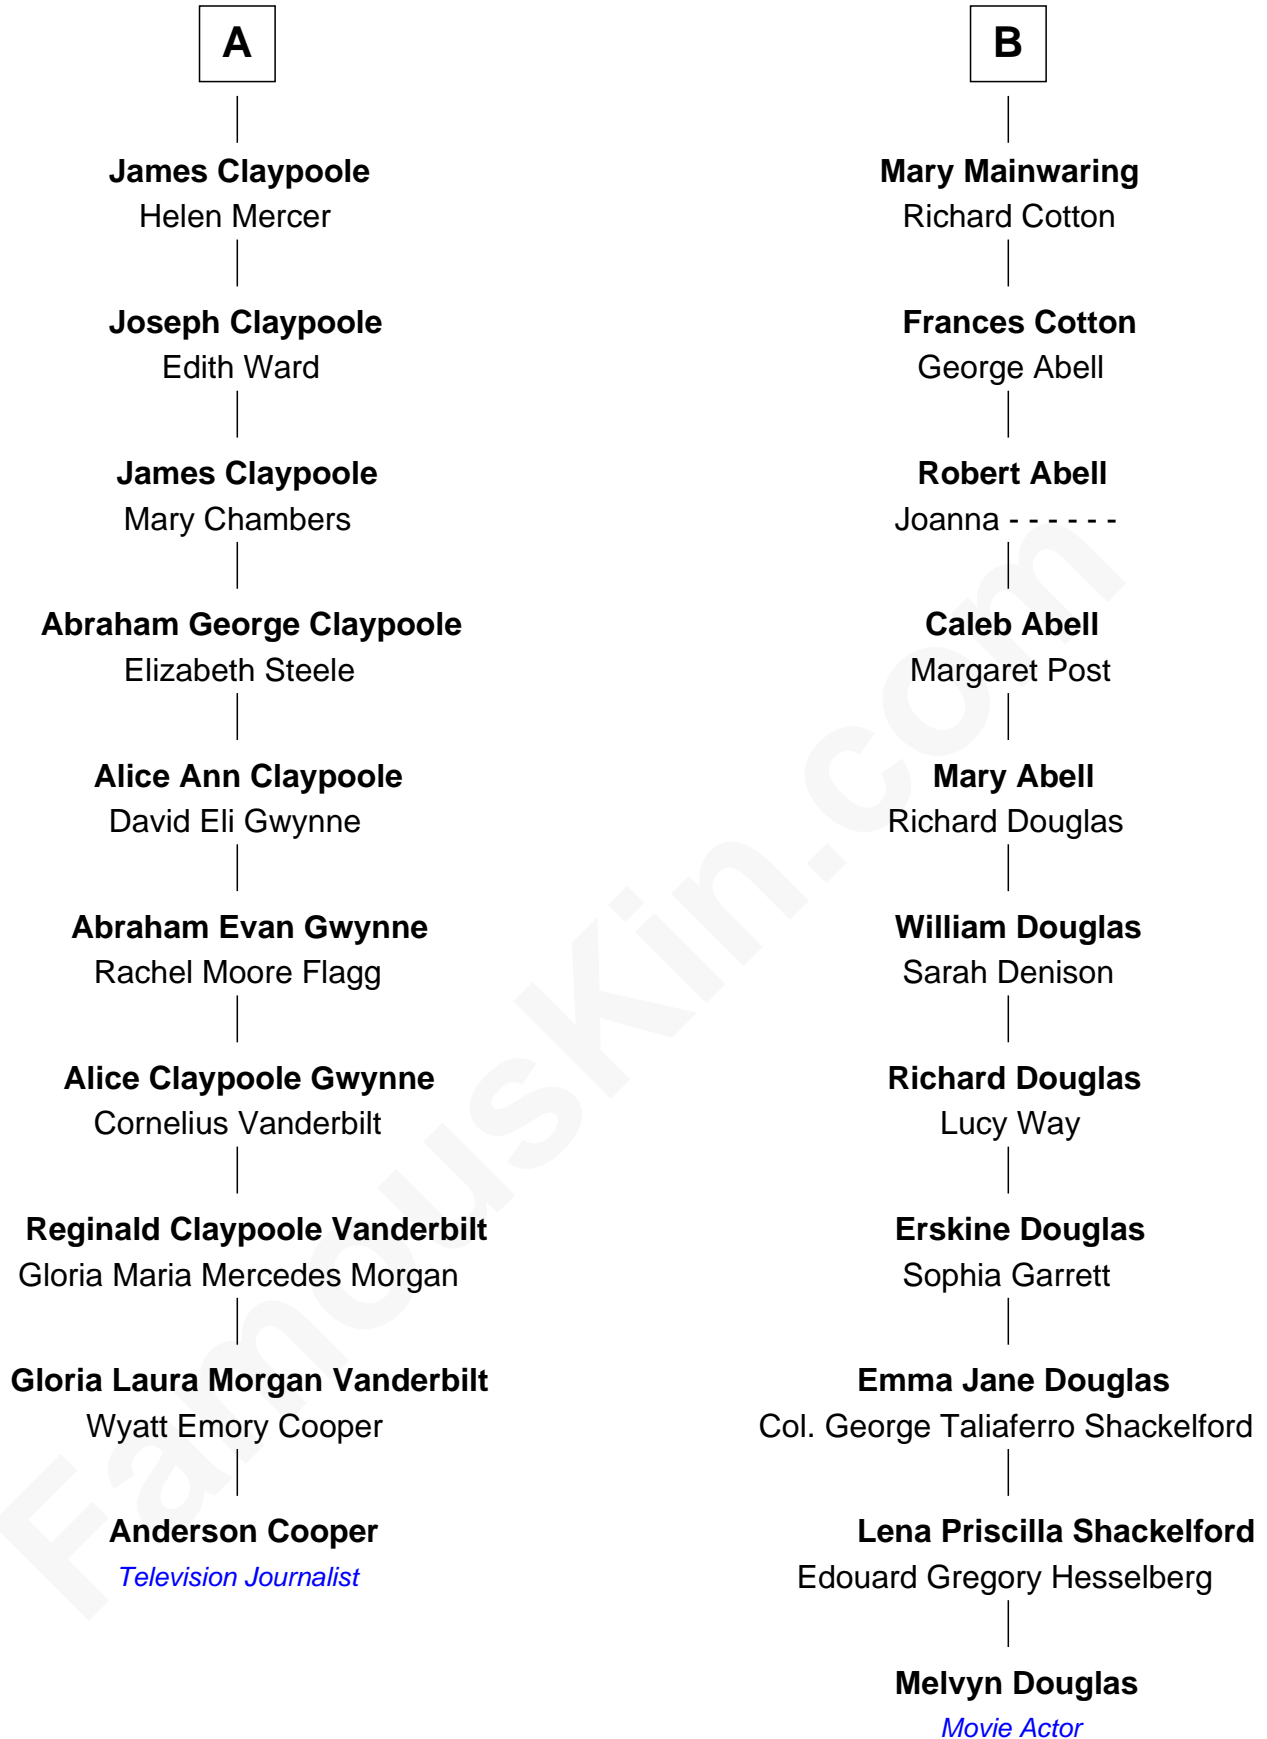 A
James Claypoole
Helen Mercer
Joseph Claypoole
Edith Ward
James Claypoole
Mary Chambers
Abraham George Claypoole
Elizabeth Steele
Alice Ann Claypoole
David Eli Gwynne
Abraham Evan Gwynne
Rachel Moore Flagg
Alice Claypoole Gwynne
Cornelius Vanderbilt
Reginald Claypoole Vanderbilt
Gloria Maria Mercedes Morgan
Gloria Laura Morgan Vanderbilt
Wyatt Emory Cooper
Anderson Cooper
Television Journalist
B
Mary Mainwaring
Richard Cotton
Frances Cotton
George Abell
Robert Abell
Joanna - - - - - -
Caleb Abell
Margaret Post
Mary Abell
Richard Douglas
William Douglas
Sarah Denison
Richard Douglas
Lucy Way
Erskine Douglas
Sophia Garrett
Emma Jane Douglas
Col. George Taliaferro Shackelford
Lena Priscilla Shackelford
Edouard Gregory Hesselberg
Melvyn Douglas
Movie Actor
FamousKin.com